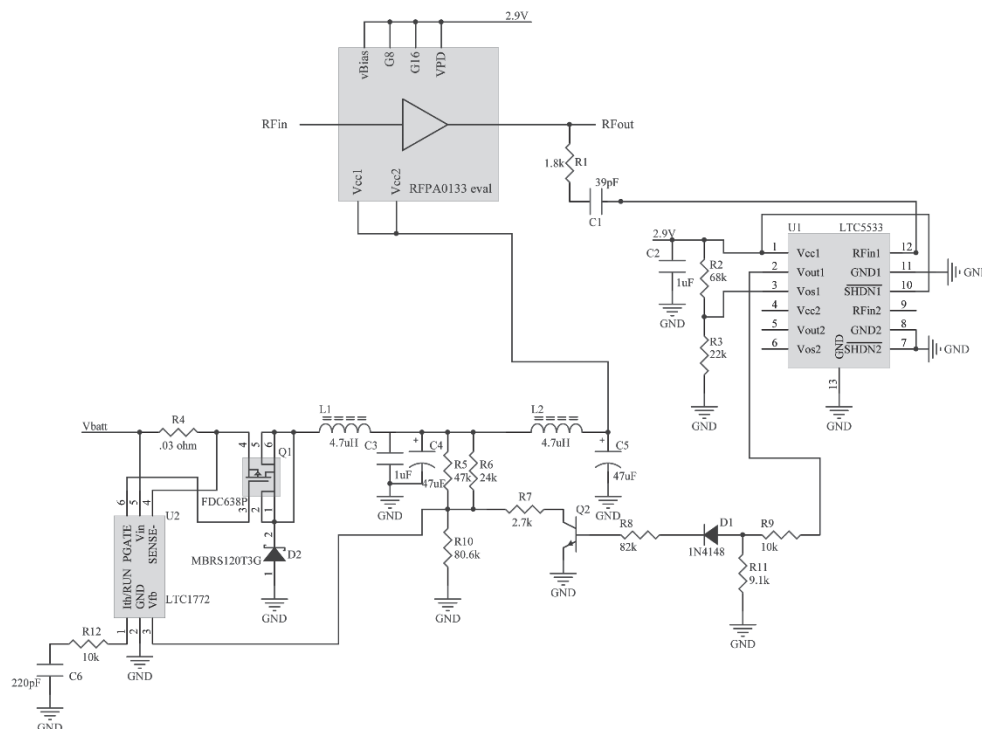 2.9V
vBias
G8
G16
VPD
RFin
RFout
Vcc1
Vcc2
RFPA0133 eval
1.8k
R1
39pF
C1
U1
LTC5533
2.9V
C2
1uF
GND
R2
68k
R3
22k
GND
1
Vcc1
RFin1
12
2
Vout1
GND1
11
GND
3
Vos1
SHDN1
10
4
Vcc2
RFin2
9
5
Vout2
GND2
8
6
Vos2
SHDN2
7
GND
GND
13
GND
Vbatt
R4
.03 ohm
4
5
6
Q1
FDC638P
3
2
1
L1
4.7uH
C3
1uF
GND
+
C4
47uF
R5
47k
R6
24k
L2
4.7uH
+
C5
47uF
GND
6
5
4
U2
PGATE
Vin
SENSE-
Ith/RUN
GND
Vfb
LTC1772
1
2
3
2
MBRS120T3G
D2
1
GND
R10
80.6k
GND
R7
2.7k
Q2
GND
R8
82k
D1
1N4148
R9
10k
R11
9.1k
GND
R12
10k
GND
220pF
C6
GND